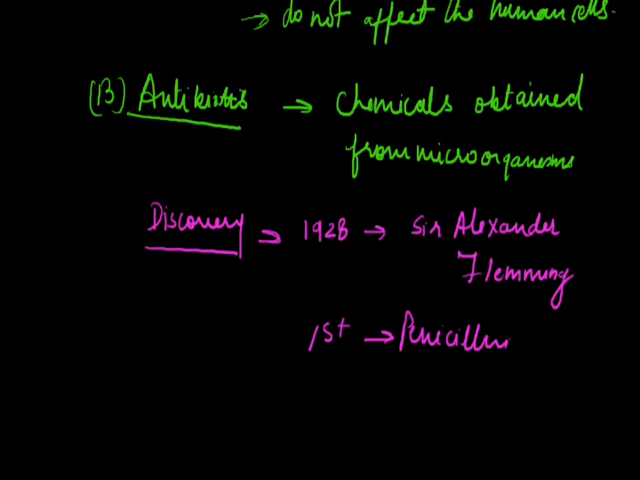 → do not affect the human cells.
(B) Antibiotics → Chemicals obtained
from microorganisms
Discovery ⇒ 1928 → Sir Alexander
Flemming
1st → Penicillin